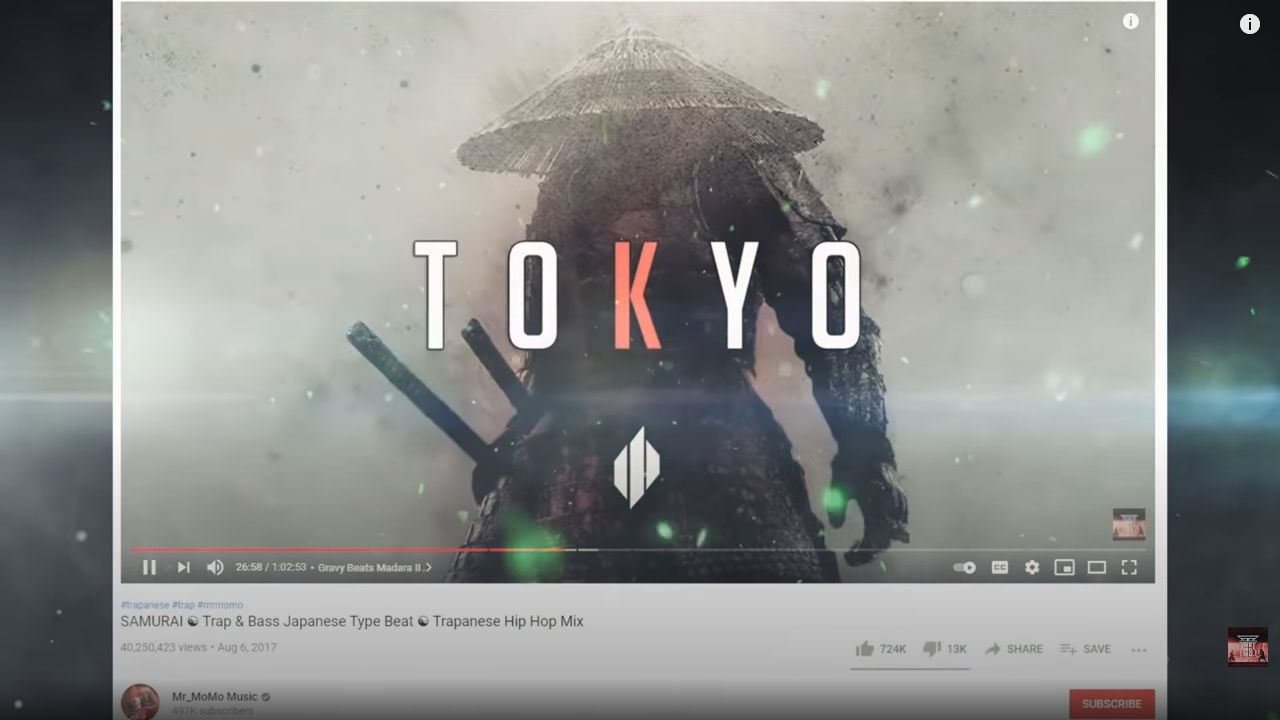 TOKYO
26:58 / 1:02:53 • Gravy Beats Madara II
CC
#trapanese #trap #mrmomo
SAMURAI ☯ Trap & Bass Japanese Type Beat ☯ Trapanese Hip Hop Mix
40,250,423 views • Aug 6, 2017
724K 13K SHARE SAVE
Mr_MoMo Music
497K subscribers
SUBSCRIBE